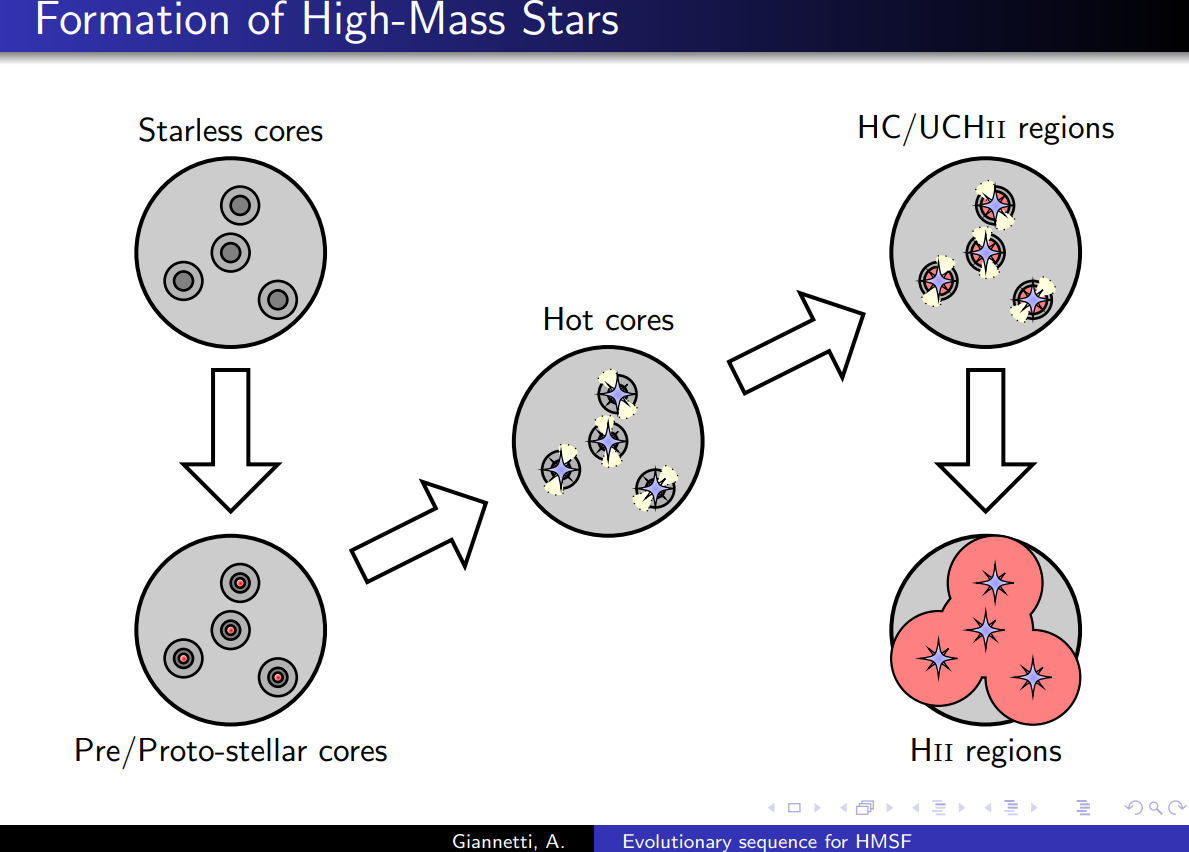 Formation of High-Mass Stars
Starless cores
HC/UCHII regions
Hot cores
Pre/Proto-stellar cores
HII regions
Giannetti, A.
Evolutionary sequence for HMSF